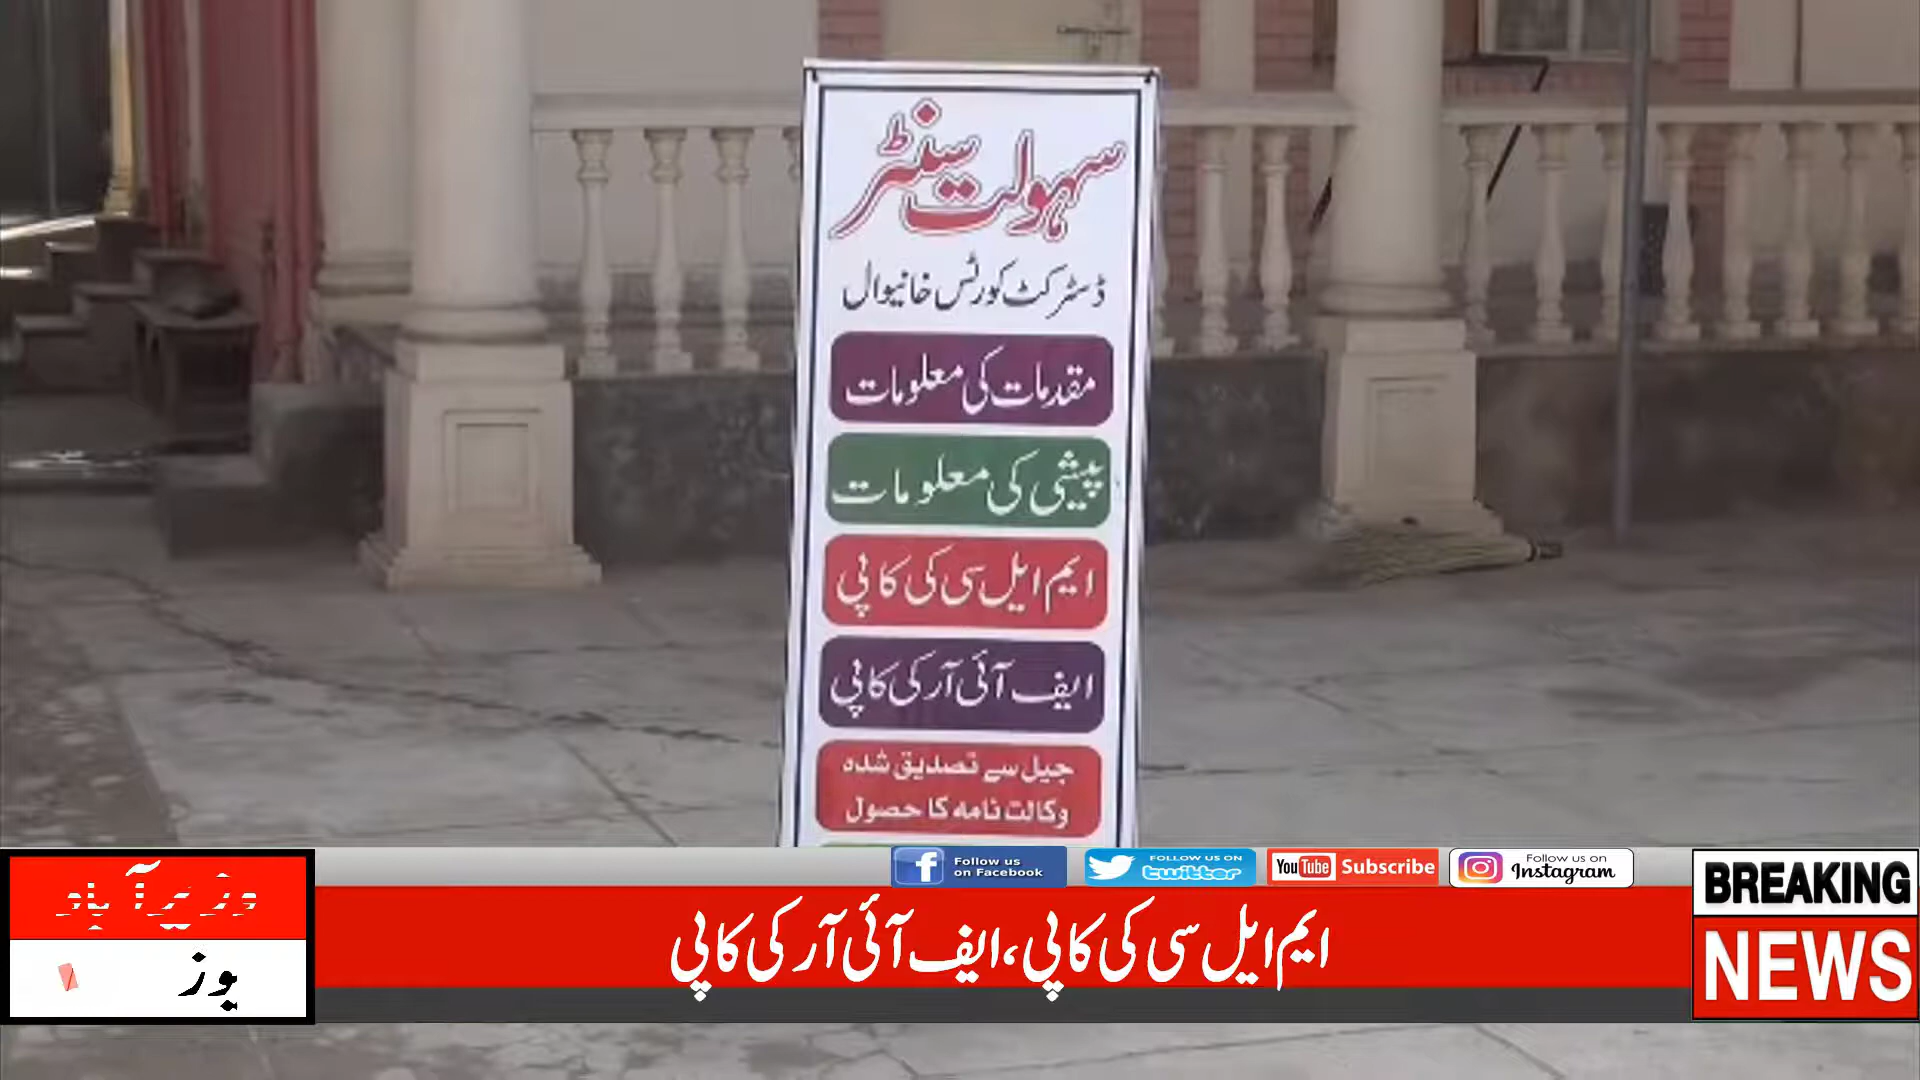 سہولت سینٹر
ڈسٹرکٹ کورٹس خانیوال
مقدمات کی معلومات
پیشی کی معلومات
ایم ایل سی کی کاپی
ایف آئی آر کی کاپی
جیل سے تصدیق شدہ
وکالت نامہ کا حصول
Follow us
on Facebook
FOLLOW US ON
twitter
YouTube Subscribe
Follow us on
Instagram
ایم ایل سی کی کاپی ، ایف آئی آر کی کاپی
BREAKING
NEWS